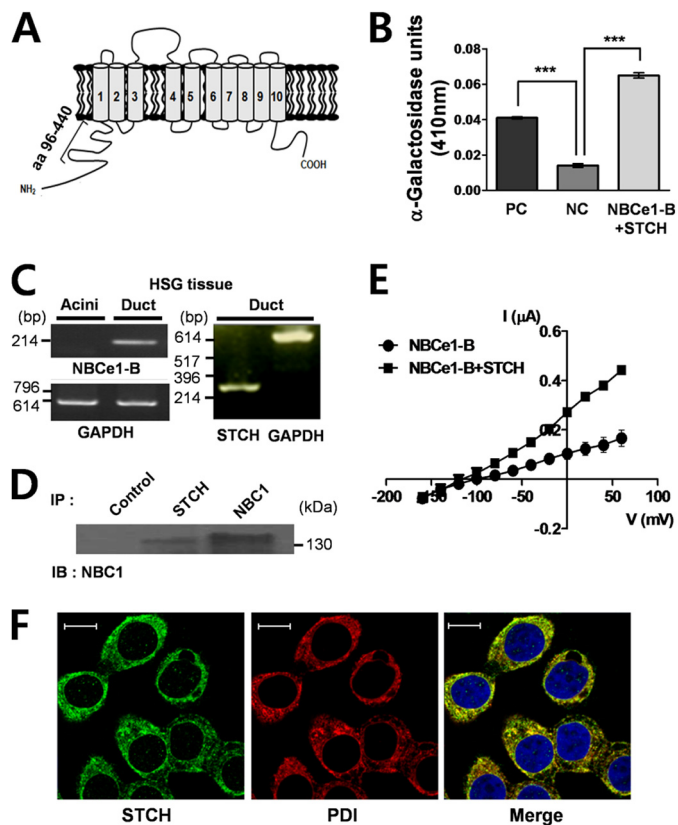 A
1 2 3 4 5 6 7 8 9 10
aa 96-440
NH₂
COOH
B
α-Galactosidase units
(410nm)
0.08
0.06
0.04
0.02
0.00
***
***
PC
NC
NBCe1-B
+STCH
C
HSG tissue
Acini Duct
(bp)
214
NBCe1-B
796
614
GAPDH
Duct
(bp)
614
517
396
214
STCH GAPDH
D
IP :
Control
STCH
NBC1
(kDa)
130
IB : NBC1
E
I (μA)
NBCe1-B
NBCe1-B+STCH
0.6
0.4
0.2
-0.2
-200 -150 -100 -50 50 100
V (mV)
F
STCH
PDI
Merge